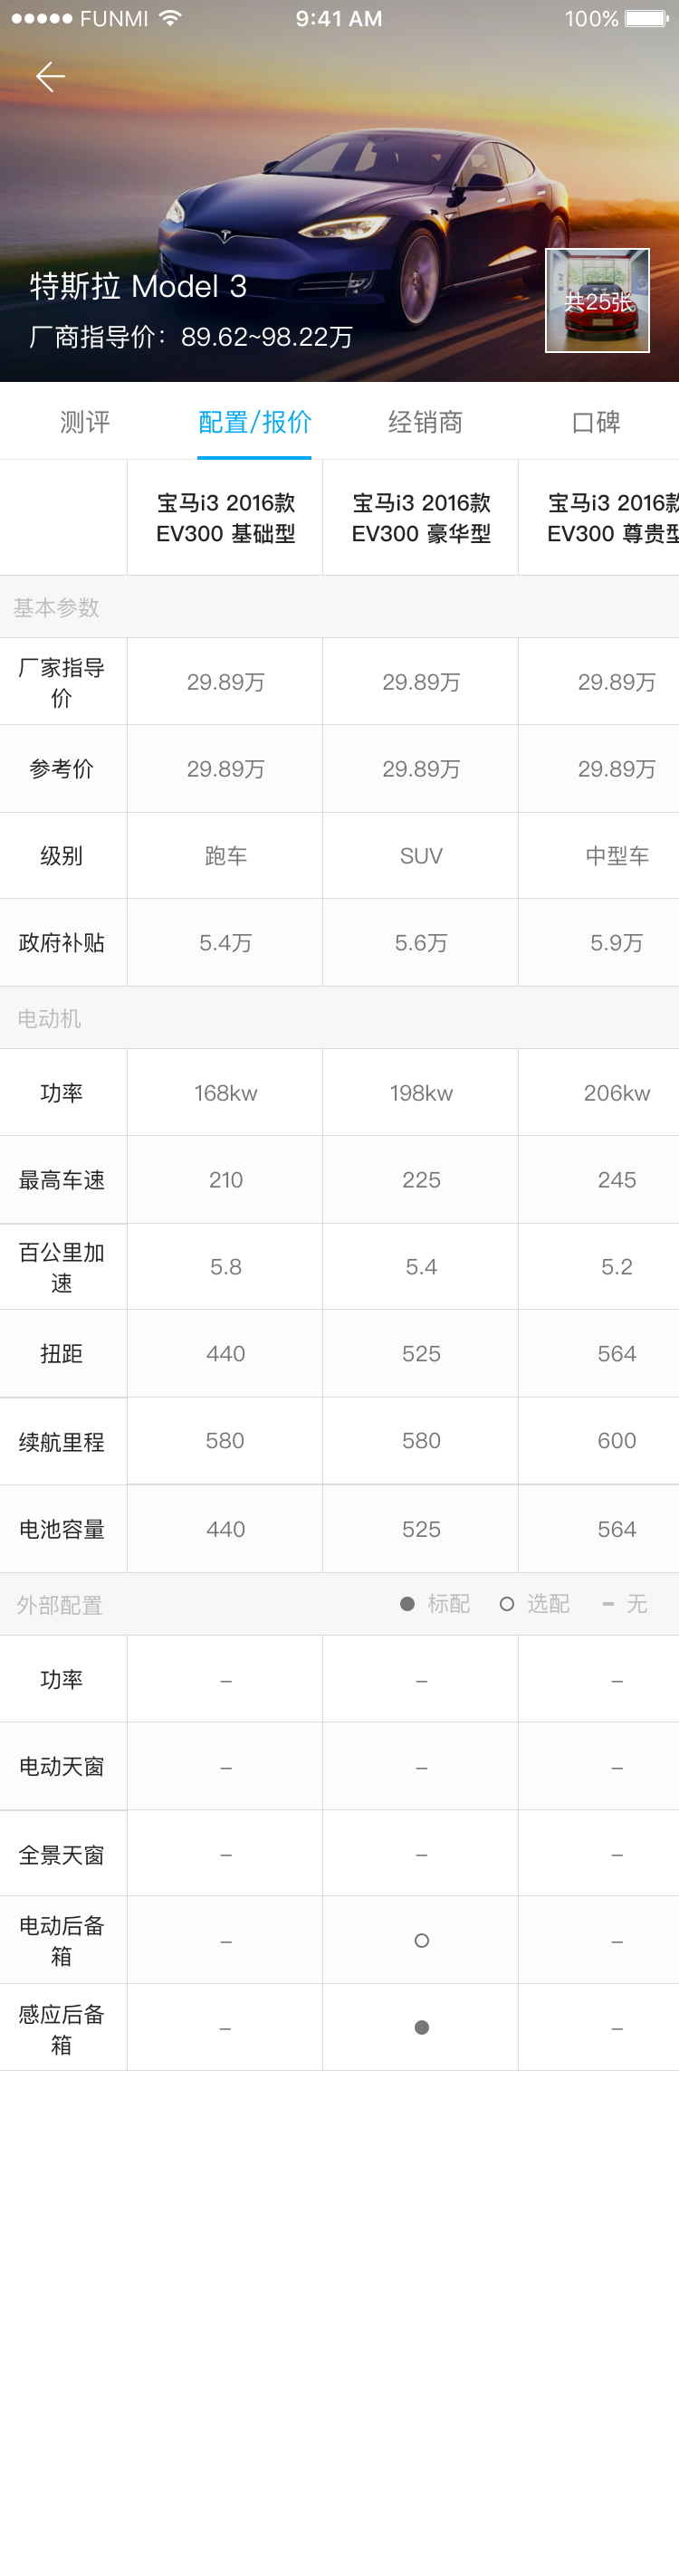 FUNMI 9:41 AM 100%
特斯拉 Model 3
共25张
厂商指导价：89.62~98.22万
测评 配置/报价 经销商 口碑
宝马i3 2016款 宝马i3 2016款 宝马i3 2016款
EV300 基础型 EV300 豪华型 EV300 尊贵型
基本参数
厂家指导
价 29.89万 29.89万 29.89万
参考价 29.89万 29.89万 29.89万
级别 跑车 SUV 中型车
政府补贴 5.4万 5.6万 5.9万
电动机
功率 168kw 198kw 206kw
最高车速 210 225 245
百公里加
速 5.8 5.4 5.2
扭距 440 525 564
续航里程 580 580 600
电池容量 440 525 564
外部配置 ● 标配 ○ 选配 - 无
功率 - - -
电动天窗 - - -
全景天窗 - - -
电动后备
箱 - ○ -
感应后备
箱 - ● -